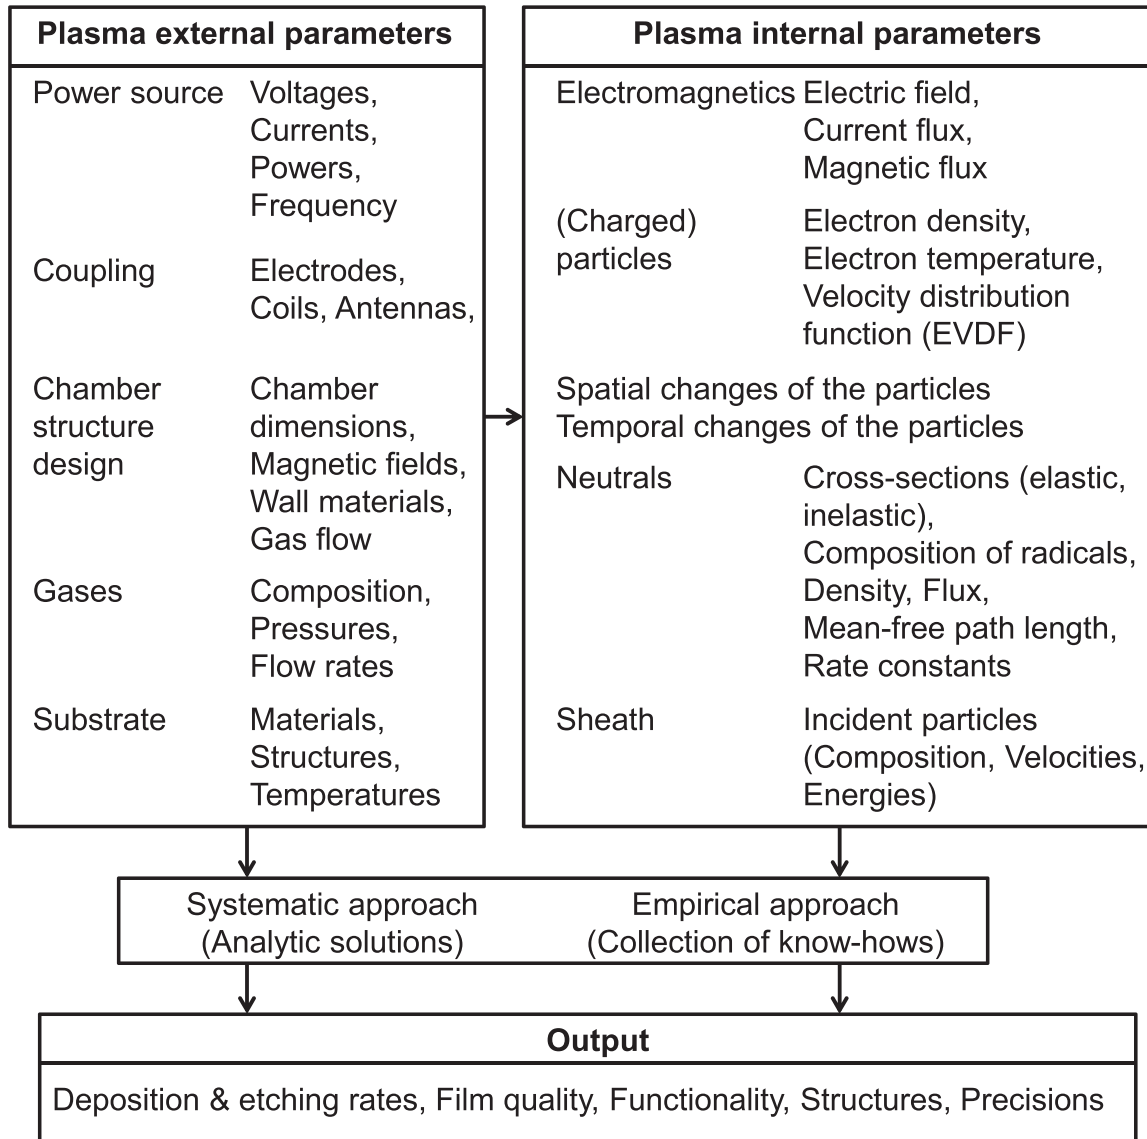 Plasma external parameters
Power source Voltages,
Currents,
Powers,
Frequency
Coupling Electrodes,
Coils, Antennas,
Chamber Chamber
structure dimensions,
design Magnetic fields,
Wall materials,
Gas flow
Gases Composition,
Pressures,
Flow rates
Substrate Materials,
Structures,
Temperatures
Plasma internal parameters
Electromagnetics Electric field,
Current flux,
Magnetic flux
(Charged) Electron density,
particles Electron temperature,
Velocity distribution
function (EVDF)
Spatial changes of the particles
Temporal changes of the particles
Neutrals Cross-sections (elastic,
inelastic),
Composition of radicals,
Density, Flux,
Mean-free path length,
Rate constants
Sheath Incident particles
(Composition, Velocities,
Energies)
Systematic approach Empirical approach
(Analytic solutions) (Collection of know-hows)
Output
Deposition & etching rates, Film quality, Functionality, Structures, Precisions